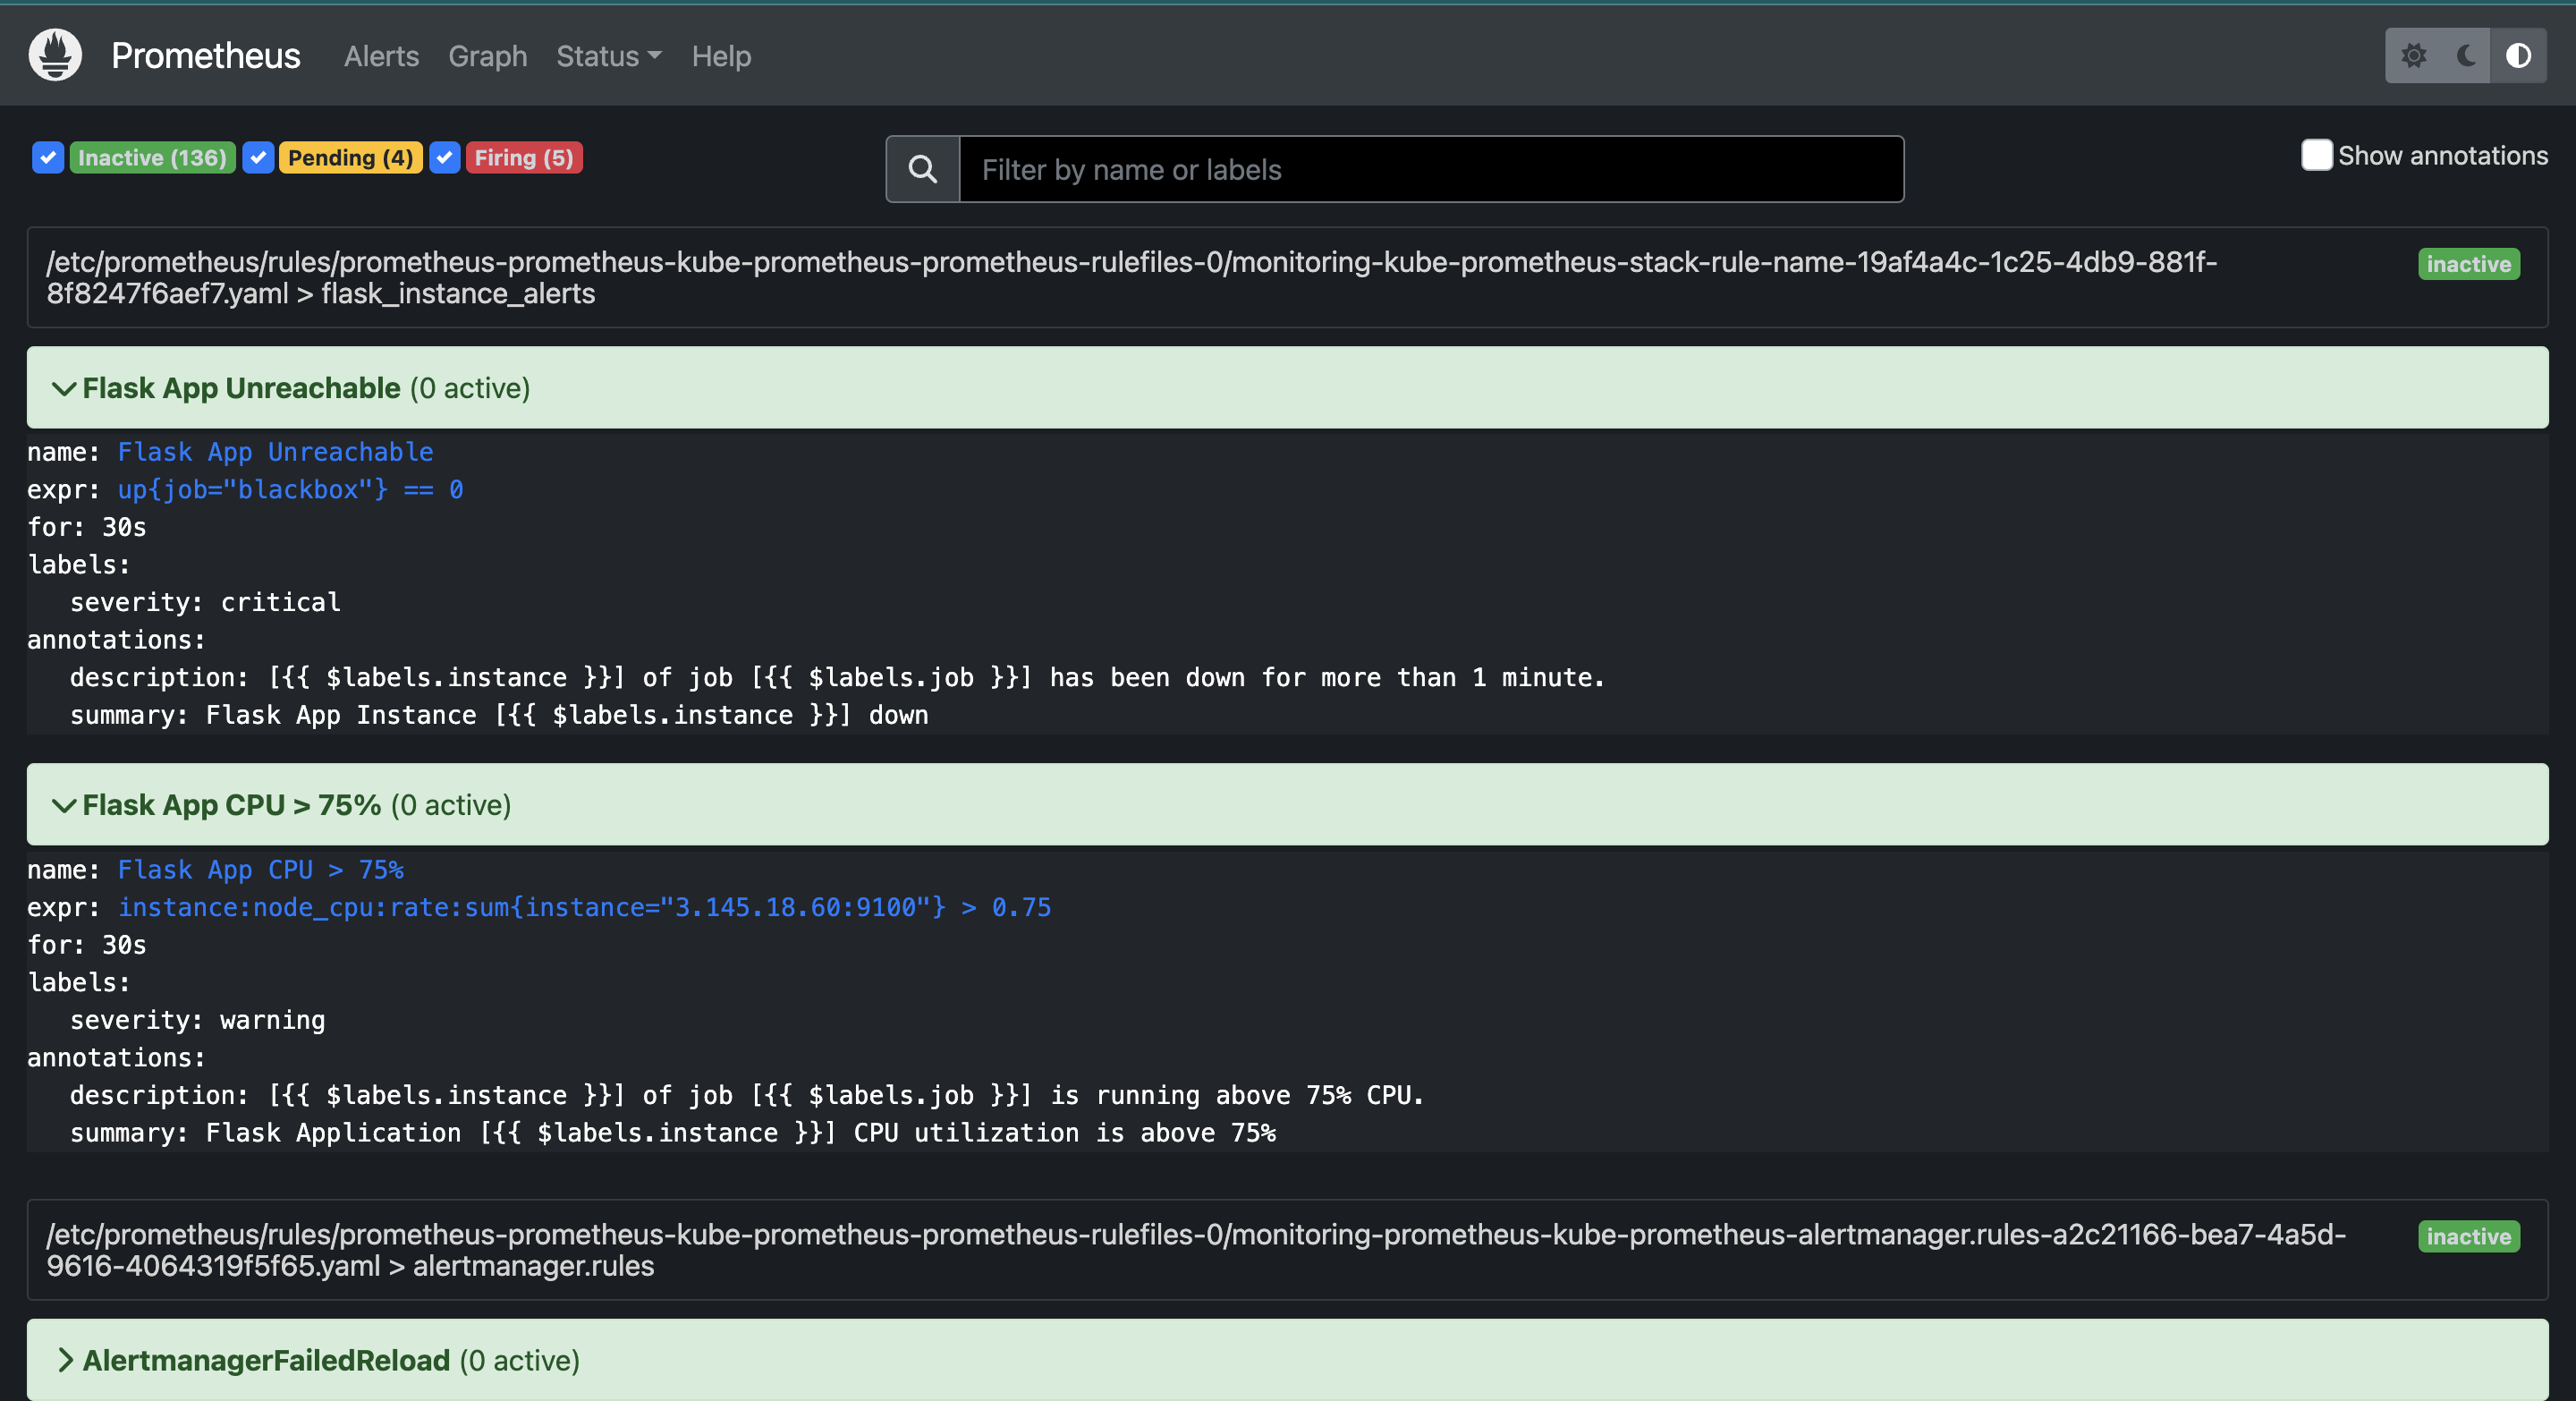 Prometheus Alerts Graph Status Help
Inactive (136) Pending (4) Firing (5) Filter by name or labels Show annotations
/etc/prometheus/rules/prometheus-prometheus-kube-prometheus-prometheus-rulefiles-0/monitoring-kube-prometheus-stack-rule-name-19af4a4c-1c25-4db9-881f- inactive
8f8247f6aef7.yaml > flask_instance_alerts
Flask App Unreachable (0 active)
name: Flask App Unreachable
expr: up{job="blackbox"} == 0
for: 30s
labels:
severity: critical
annotations:
description: [{{ $labels.instance }}] of job [{{ $labels.job }}] has been down for more than 1 minute.
summary: Flask App Instance [{{ $labels.instance }}] down
Flask App CPU > 75% (0 active)
name: Flask App CPU > 75%
expr: instance:node_cpu:rate:sum{instance="3.145.18.60:9100"} > 0.75
for: 30s
labels:
severity: warning
annotations:
description: [{{ $labels.instance }}] of job [{{ $labels.job }}] is running above 75% CPU.
summary: Flask Application [{{ $labels.instance }}] CPU utilization is above 75%
/etc/prometheus/rules/prometheus-prometheus-kube-prometheus-prometheus-rulefiles-0/monitoring-prometheus-kube-prometheus-alertmanager.rules-a2c21166-bea7-4a5d- inactive
9616-4064319f5f65.yaml > alertmanager.rules
AlertmanagerFailedReload (0 active)